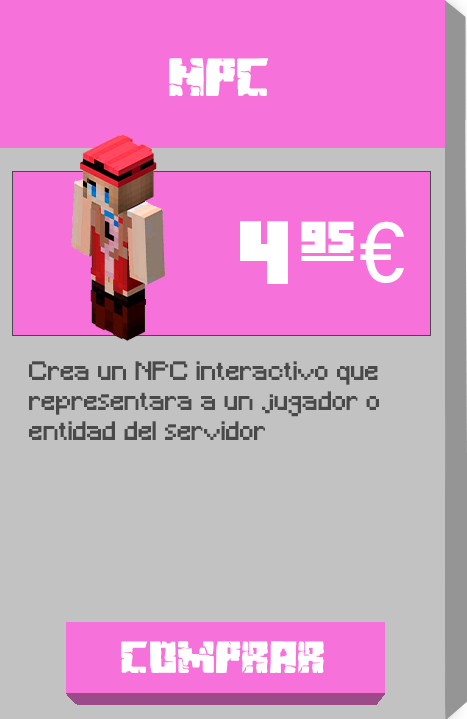 NPC
4.95€
Crea un NPC interactivo que
representara a un jugador o
entidad del servidor
COMPRAR